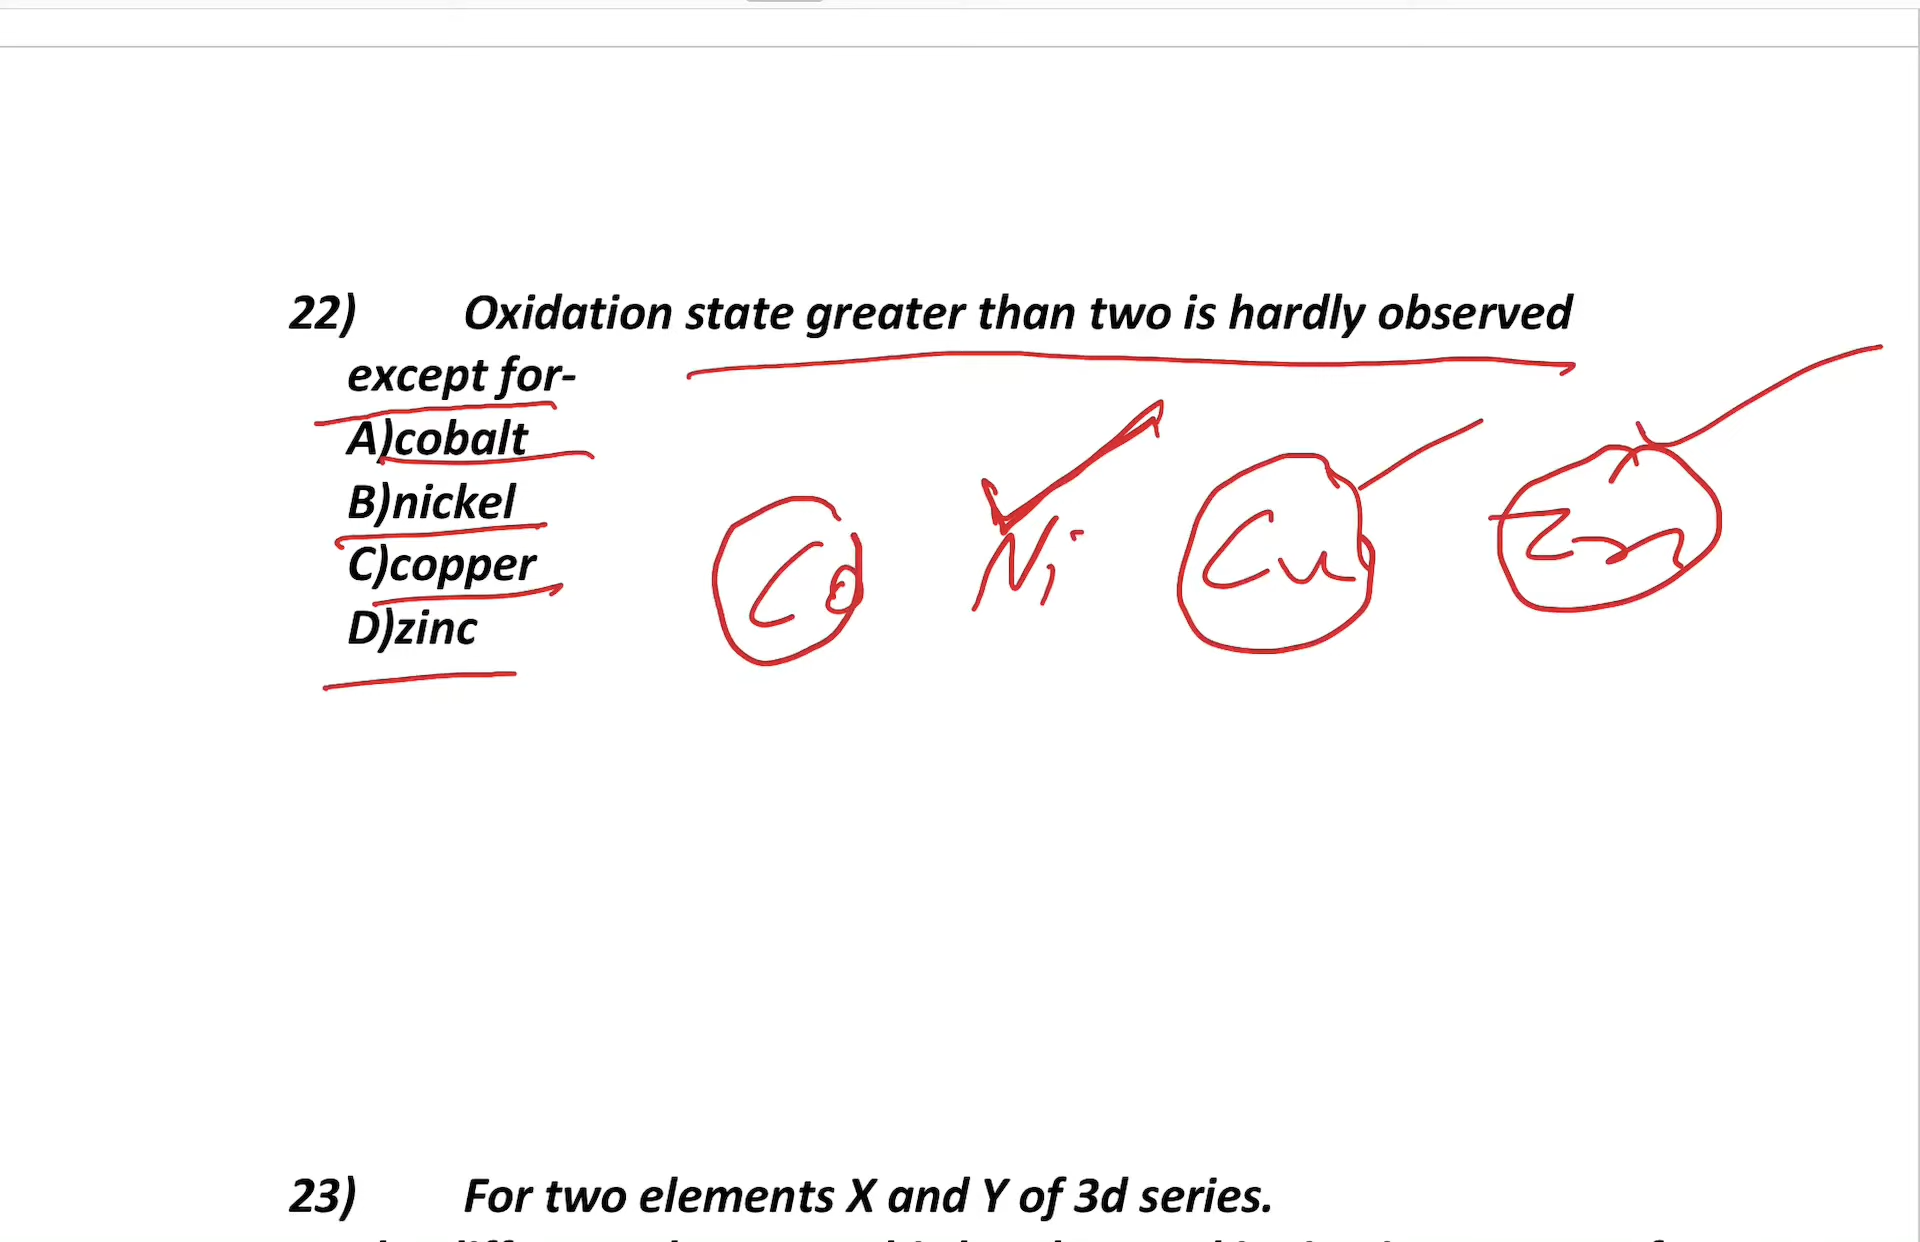 22) Oxidation state greater than two is hardly observed
except for-
A)cobalt
B)nickel
C)copper
D)zinc
Co Ni Cu Zn
23) For two elements X and Y of 3d series.